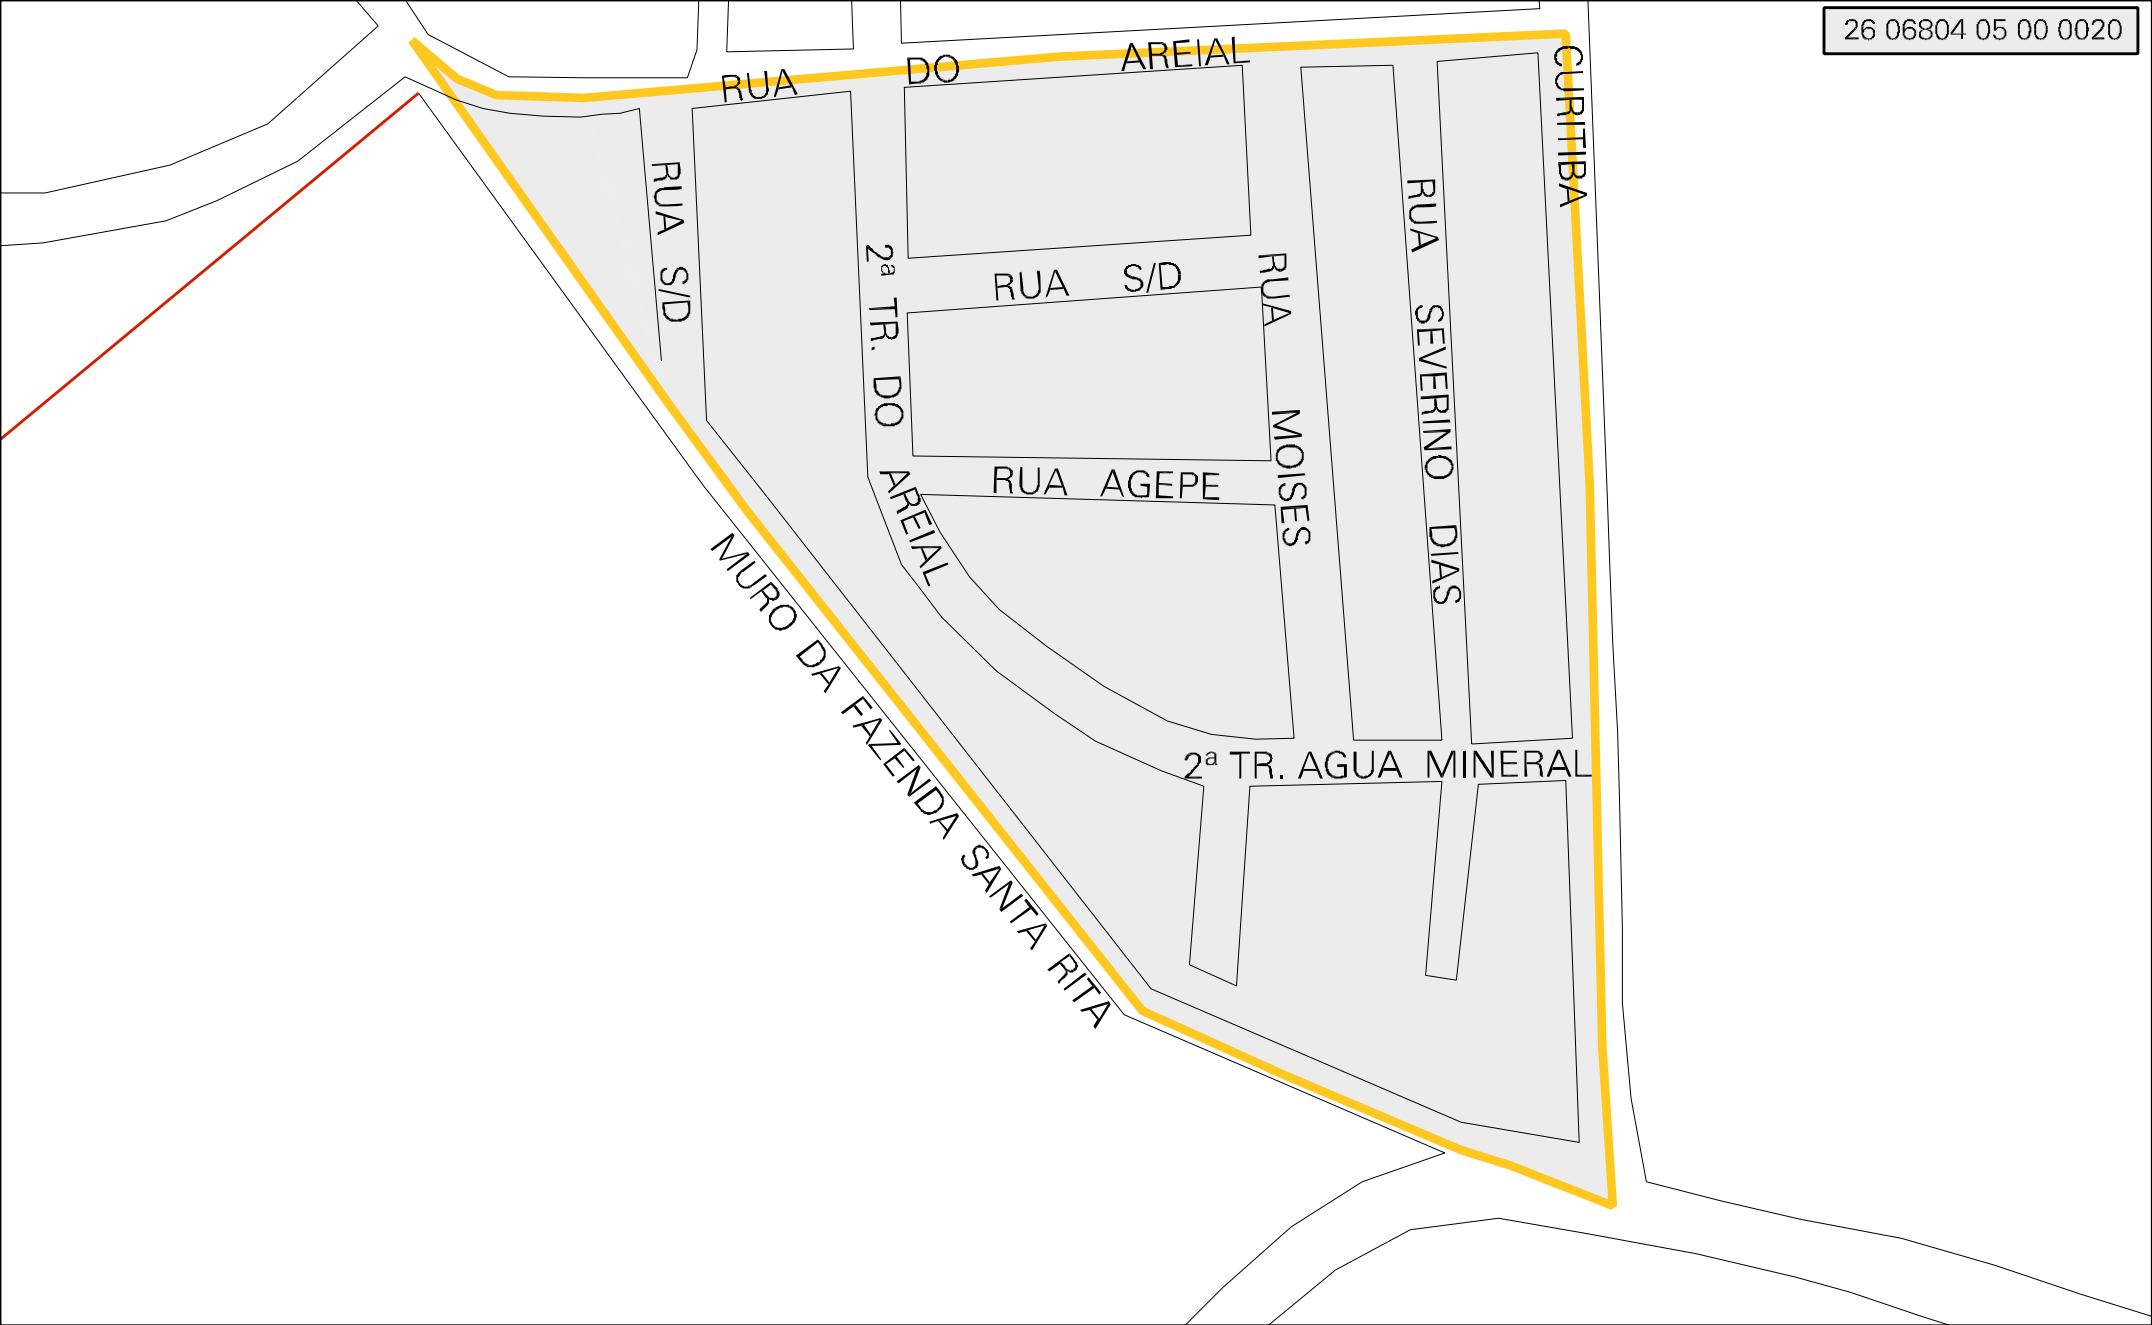 26 06804 05 00 0020
RUA DO AREIAL
CURITIBA
RUA S/D
2ª TR. DO AREIAL
RUA S/D
RUA MOISES
RUA SEVERINO DIAS
RUA AGEPE
MURO DA FAZENDA SANTA RITA
2ª TR. AGUA MINERAL